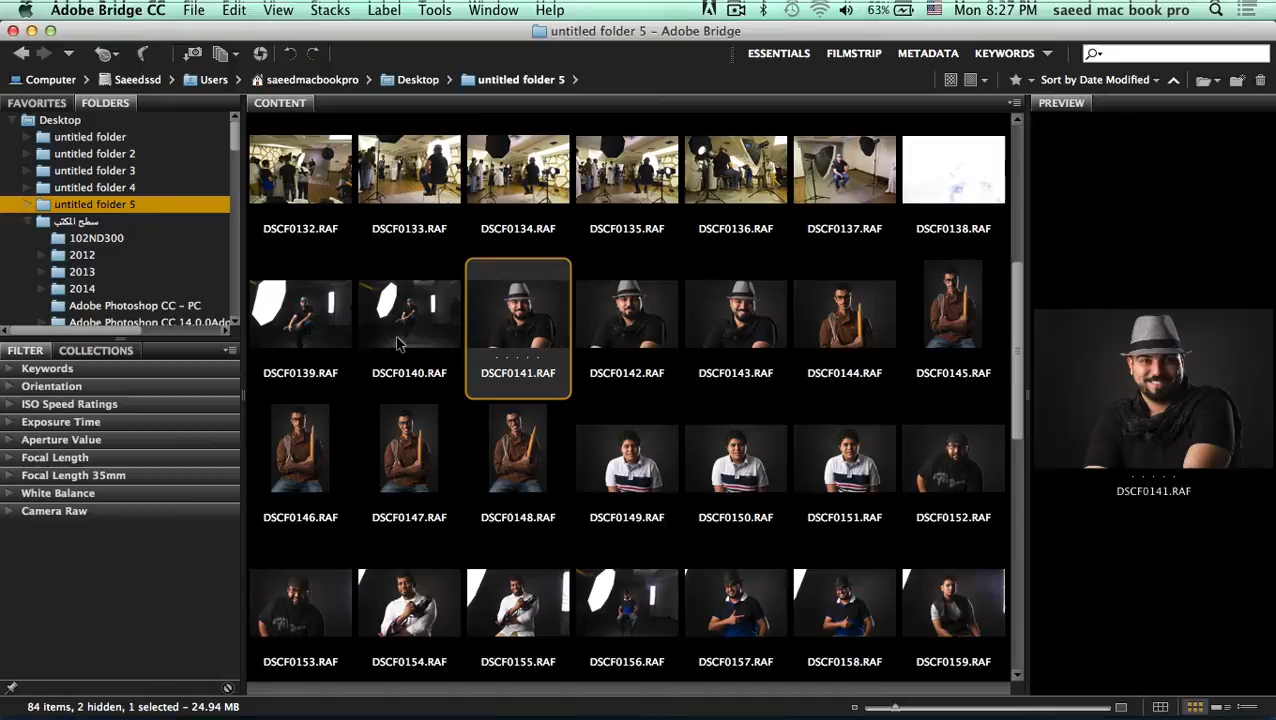 Adobe Bridge CC File Edit View Stacks Label Tools Window Help 63% Mon 8:27 PM saeed mac book pro
untitled folder 5 – Adobe Bridge
ESSENTIALS FILMSTRIP METADATA KEYWORDS
Computer Saeedssd Users saeedmacbookpro Desktop untitled folder 5 Sort by Date Modified
FAVORITES FOLDERS
Desktop
untitled folder
untitled folder 2
untitled folder 3
untitled folder 4
untitled folder 5
سطح المكتب
102ND300
2012
2013
2014
Adobe Photoshop CC - PC
Adobe Photoshop CC 14.0.0Ado
FILTER COLLECTIONS
Keywords
Orientation
ISO Speed Ratings
Exposure Time
Aperture Value
Focal Length
Focal Length 35mm
White Balance
Camera Raw
CONTENT
DSCF0132.RAF DSCF0133.RAF DSCF0134.RAF DSCF0135.RAF DSCF0136.RAF DSCF0137.RAF DSCF0138.RAF
DSCF0139.RAF DSCF0140.RAF DSCF0141.RAF DSCF0142.RAF DSCF0143.RAF DSCF0144.RAF DSCF0145.RAF
DSCF0146.RAF DSCF0147.RAF DSCF0148.RAF DSCF0149.RAF DSCF0150.RAF DSCF0151.RAF DSCF0152.RAF
DSCF0153.RAF DSCF0154.RAF DSCF0155.RAF DSCF0156.RAF DSCF0157.RAF DSCF0158.RAF DSCF0159.RAF
PREVIEW
DSCF0141.RAF
84 items, 2 hidden, 1 selected - 24.94 MB